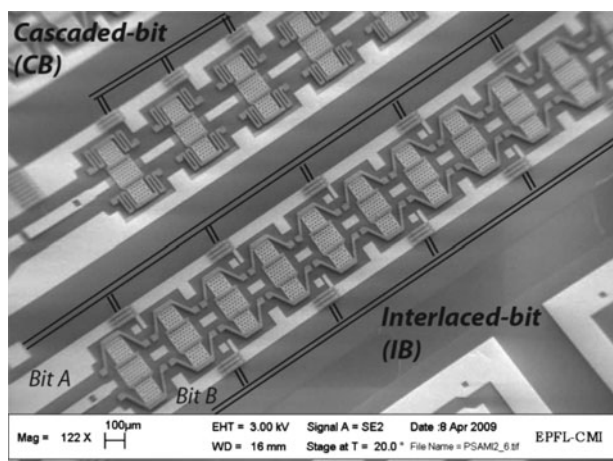 Cascaded-bit
(CB)
Interlaced-bit
(IB)
Bit A
Bit B
Mag = 122 X
100µm
EHT = 3.00 kV
WD = 16 mm
Signal A = SE2
Stage at T = 20.0 °
Date :8 Apr 2009
File Name = PSAMI2_6.tif
EPFL-CMI